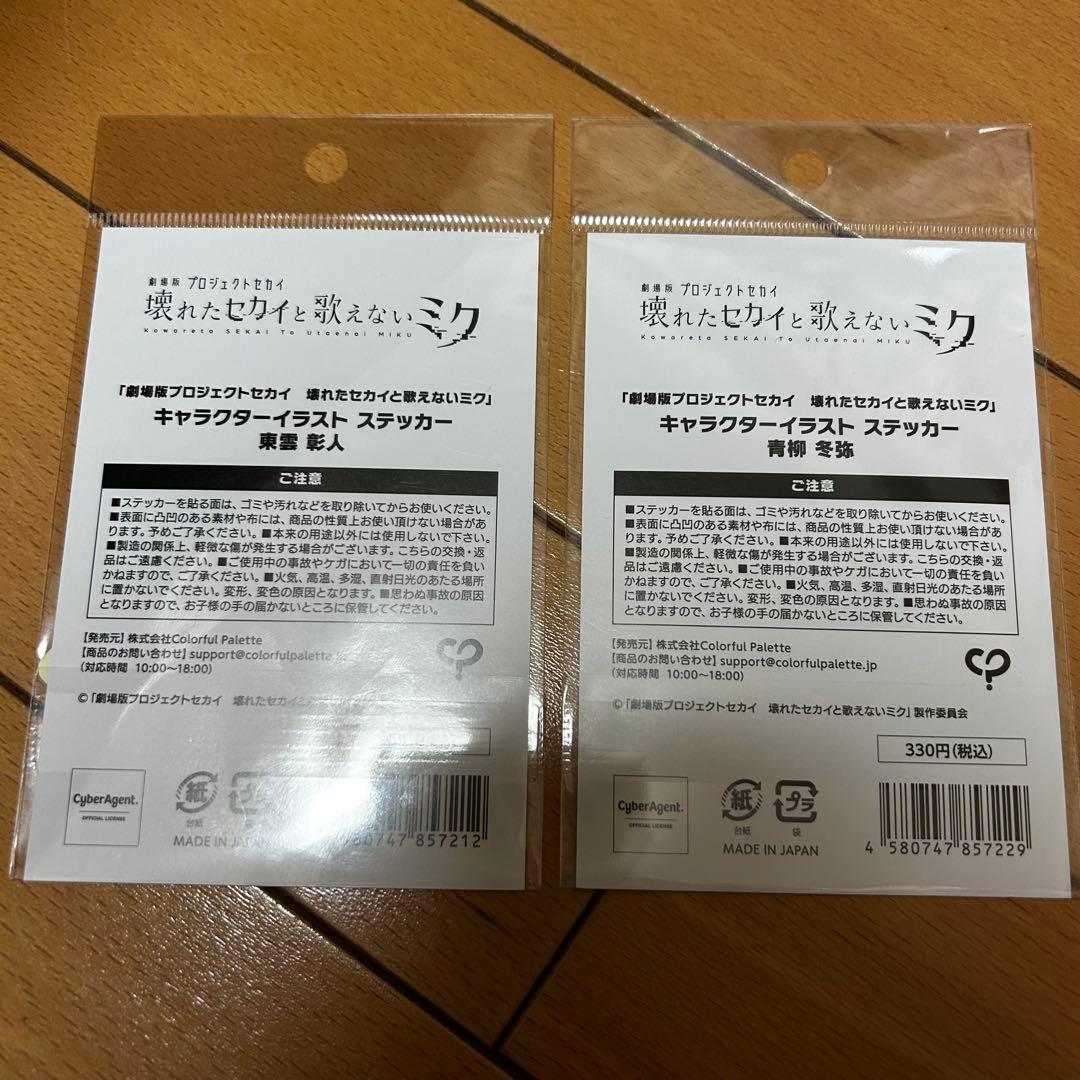 劇場版 プロジェクトセカイ
壊れたセカイと歌えないミク
Kowareta SEKAI To Utaenai MIKU
「劇場版プロジェクトセカイ 壊れたセカイと歌えないミク」
キャラクターイラスト ステッカー
東雲 彰人
ご注意
■ステッカーを貼る面は、ゴミや汚れなどを取り除いてからお使いください。
■表面に凸凹のある素材や布には、商品の性質上お使い頂けない場合があ
ります。予めご了承ください。■本来の用途以外には使用しないで下さい。
■製造の関係上、軽微な傷が発生する場合がございます。こちらの交換・返
品はご遠慮ください。■ご使用中の事故やケガにおいて一切の責任を負い
かねますので、ご了承ください。■火気、高温、多湿、直射日光のあたる場所
に置かないでください。変形、変色の原因となります。■思わぬ事故の原因
となりますので、お子様の手の届かないところに保管してください。
【発売元】株式会社Colorful Palette
【商品のお問い合わせ】support@colorfulpalette.j
(対応時間 10:00〜18:00)
©「劇場版プロジェクトセカイ 壊れたセカイと歌えないミ
CyberAgent.
OFFICIAL LICENSE
紙
台紙
プ
MADE IN JAPAN
80747 857212
劇場版 プロジェクトセカイ
壊れたセカイと歌えないミク
Kowareta SEKAI To Utaenai MIKU
「劇場版プロジェクトセカイ 壊れたセカイと歌えないミク」
キャラクターイラスト ステッカー
青柳 冬弥
ご注意
■ステッカーを貼る面は、ゴミや汚れなどを取り除いてからお使いください。
■表面に凸凹のある素材や布には、商品の性質上お使い頂けない場合があ
ります。予めご了承ください。■本来の用途以外には使用しないで下さい。
■製造の関係上、軽微な傷が発生する場合がございます。こちらの交換・返
品はご遠慮ください。■ご使用中の事故やケガにおいて一切の責任を負い
かねますので、ご了承ください。■火気、高温、多湿、直射日光のあたる場所
に置かないでください。変形、変色の原因となります。■思わぬ事故の原因
となりますので、お子様の手の届かないところに保管してください。
【発売元】株式会社Colorful Palette
【商品のお問い合わせ】support@colorfulpalette.jp
(対応時間 10:00〜18:00)
©「劇場版プロジェクトセカイ 壊れたセカイと歌えないミク」製作委員会
330円(税込)
CyberAgent.
OFFICIAL LICENSE
紙
台紙
プラ
袋
MADE IN JAPAN
4 580747 857229